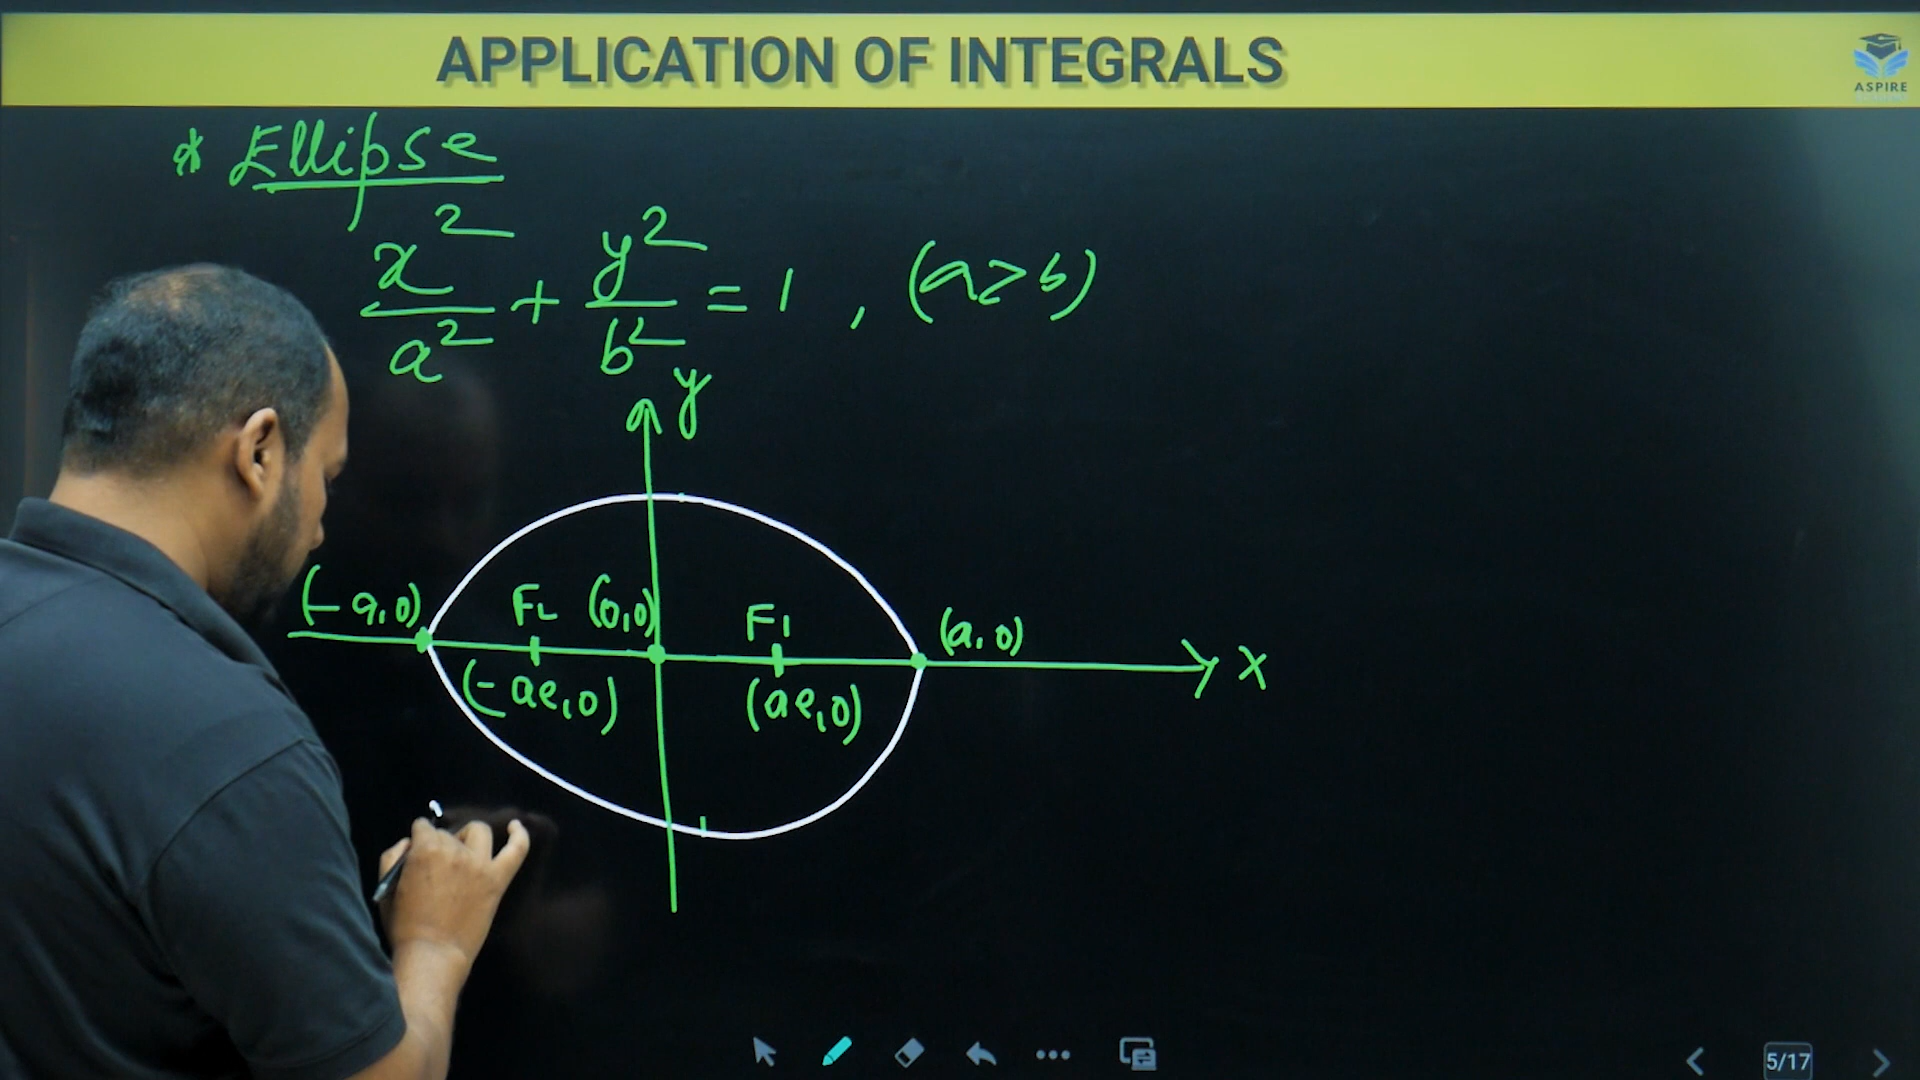 APPLICATION OF INTEGRALS
ASPIRE
* Ellipse
x²/a² + y²/b² = 1 , (a>b)
y
(-a,0) F2 (0,0) F1 (a,0)
X
(-ae,0) (ae,0)
5/17